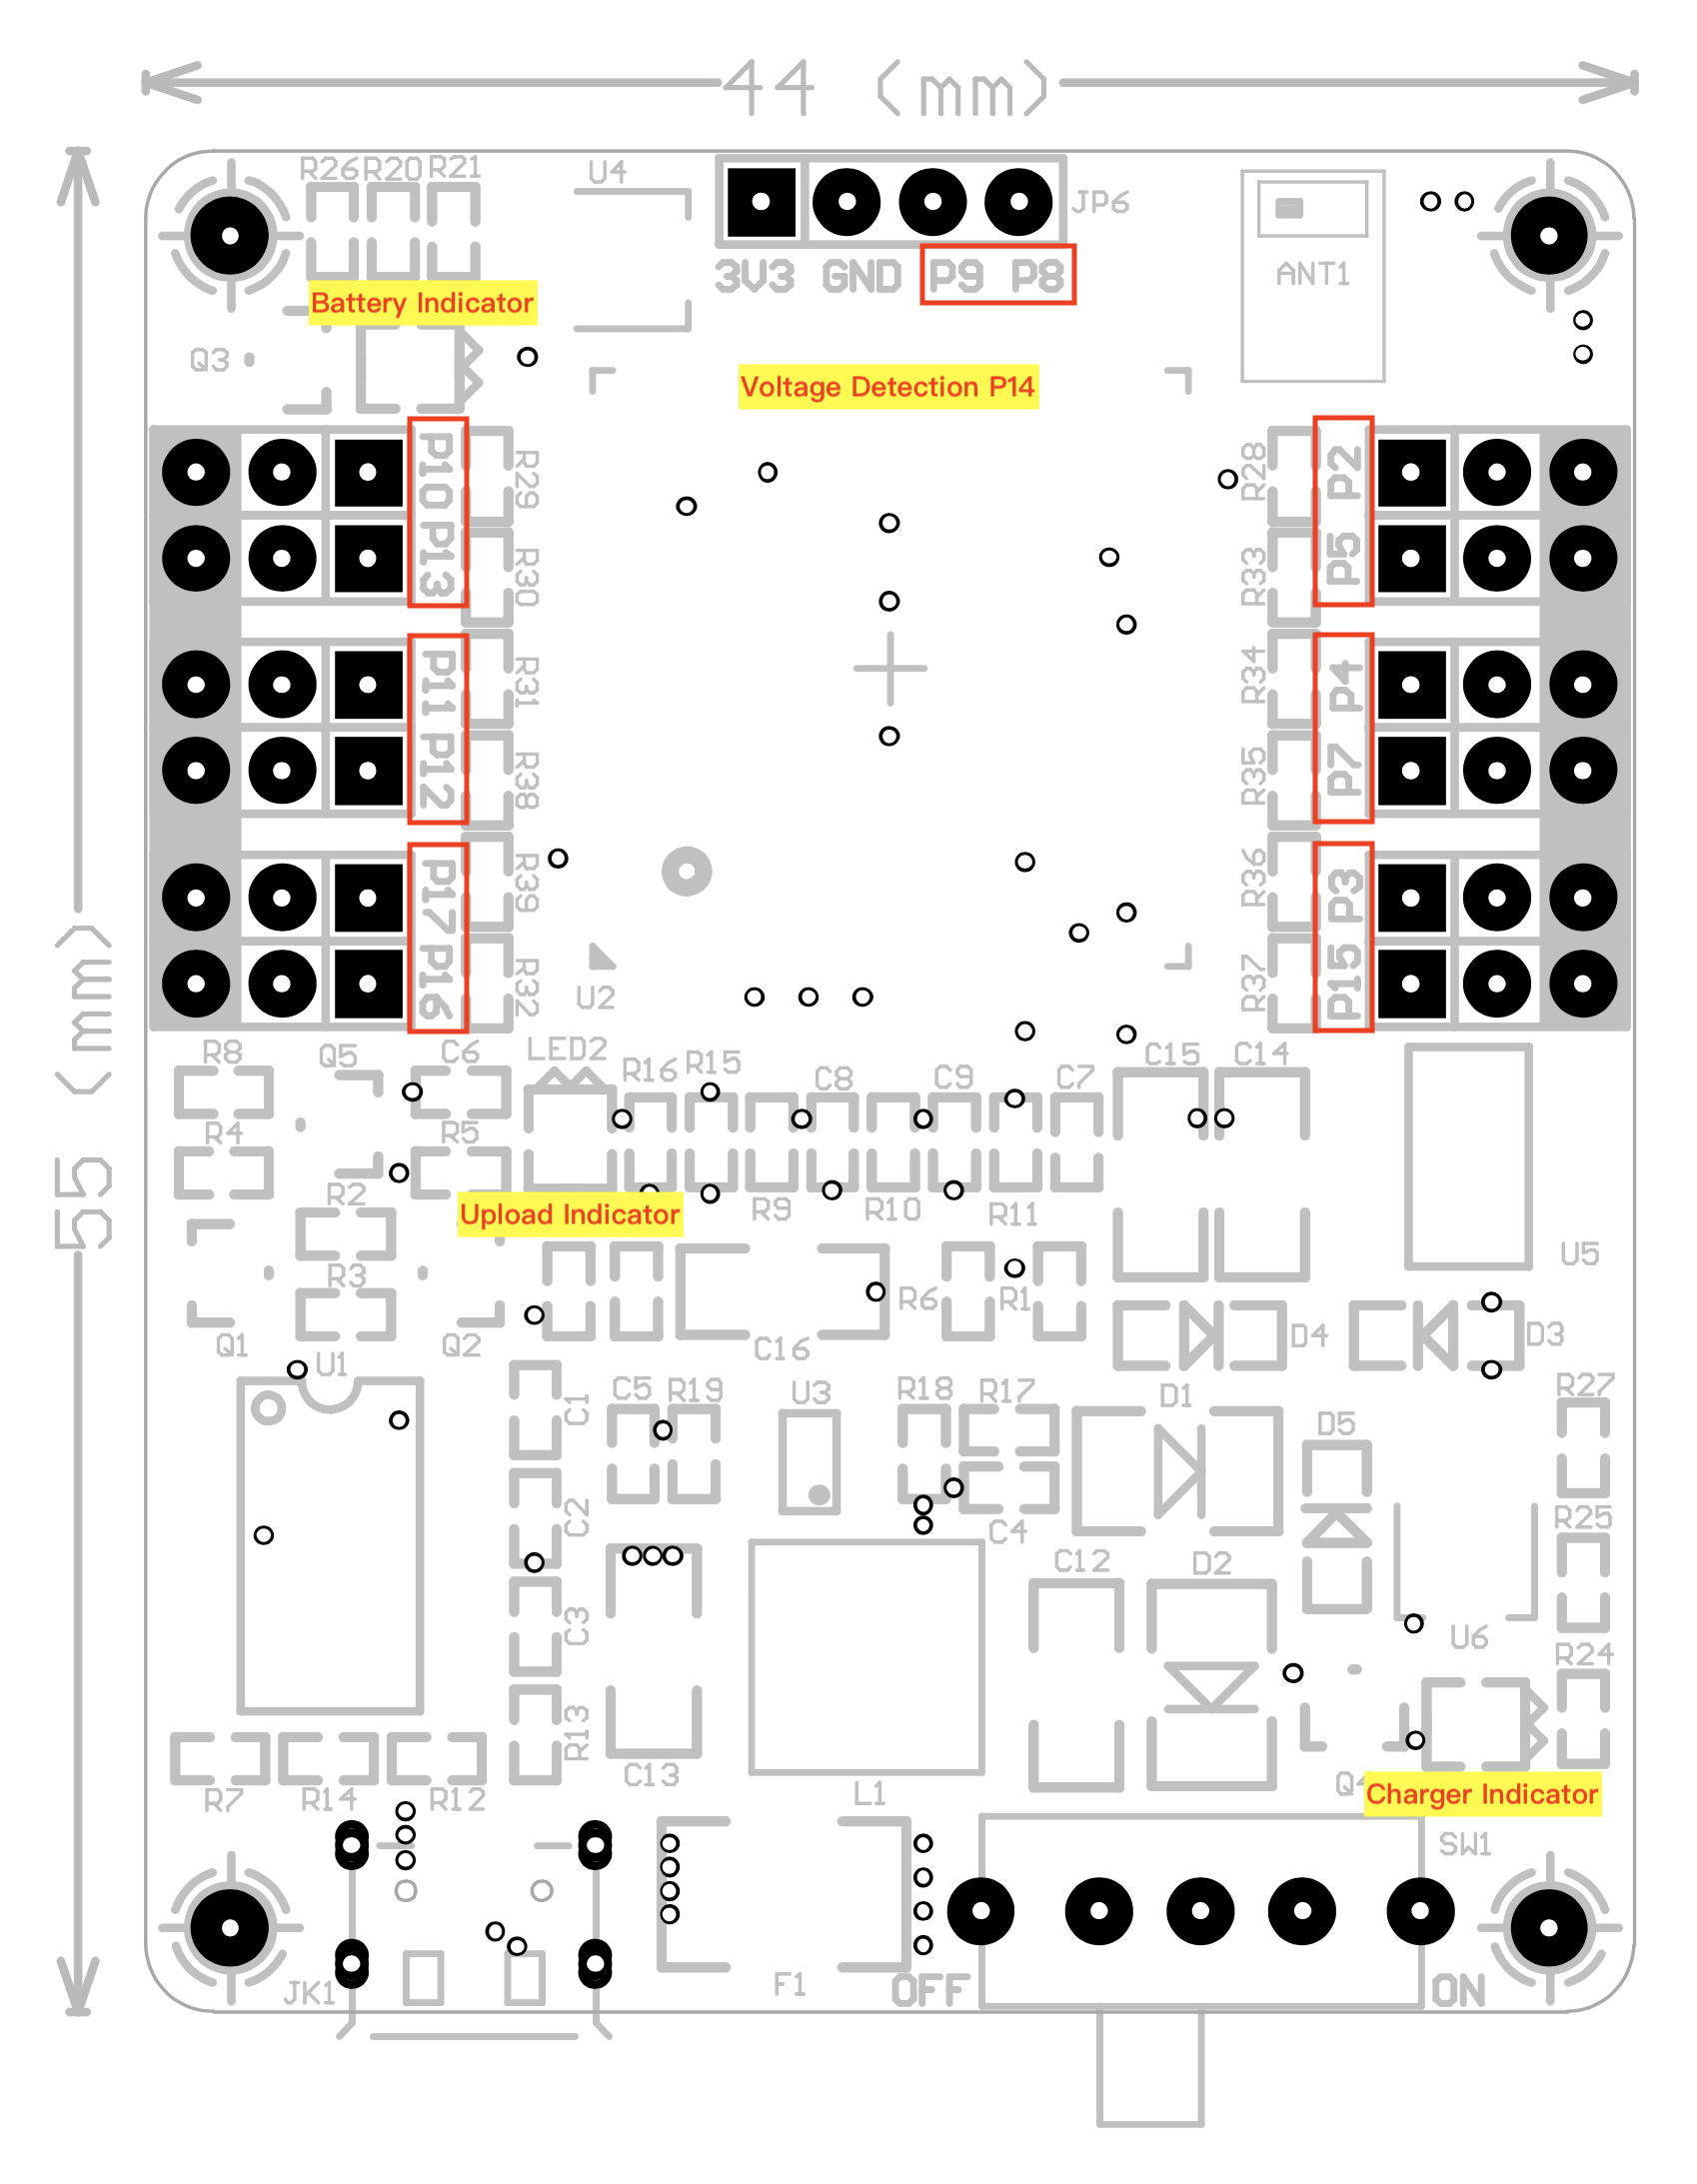 44 (mm)
R26 R20 R21
U4
JP6
3V3 GND P9 P8
ANT1
Battery Indicator
Q3
Voltage Detection P14
P10
R29
R28
P2
P13
R30
R33
P5
P11
R31
R34
P4
P12
R38
R35
P7
P17
R39
R36
P3
P16
R32
R37
P15
U2
55 (mm)
R8
Q5
C6
LED2
R16
R15
C8
C9
C7
C15
C14
R4
R5
R2
Upload Indicator
R9
R10
R11
U5
R3
R6
R1
Q1
Q2
C16
D4
D3
U1
C1
C5
R19
U3
R18
R17
D1
R27
D5
C2
C4
R25
C12
D2
C3
U6
R24
R13
C13
L1
Q4
Charger Indicator
R7
R14
R12
SW1
JK1
F1
OFF
ON